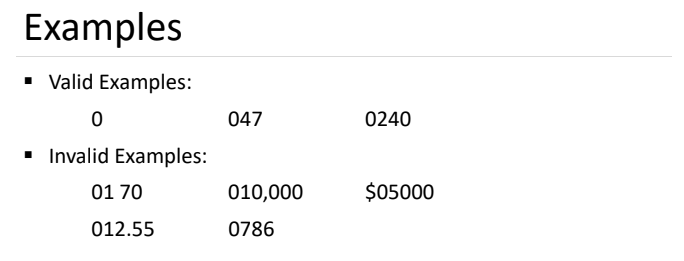 Examples
▪ Valid Examples:
0 047 0240
▪ Invalid Examples:
01 70 010,000 $05000
012.55 0786